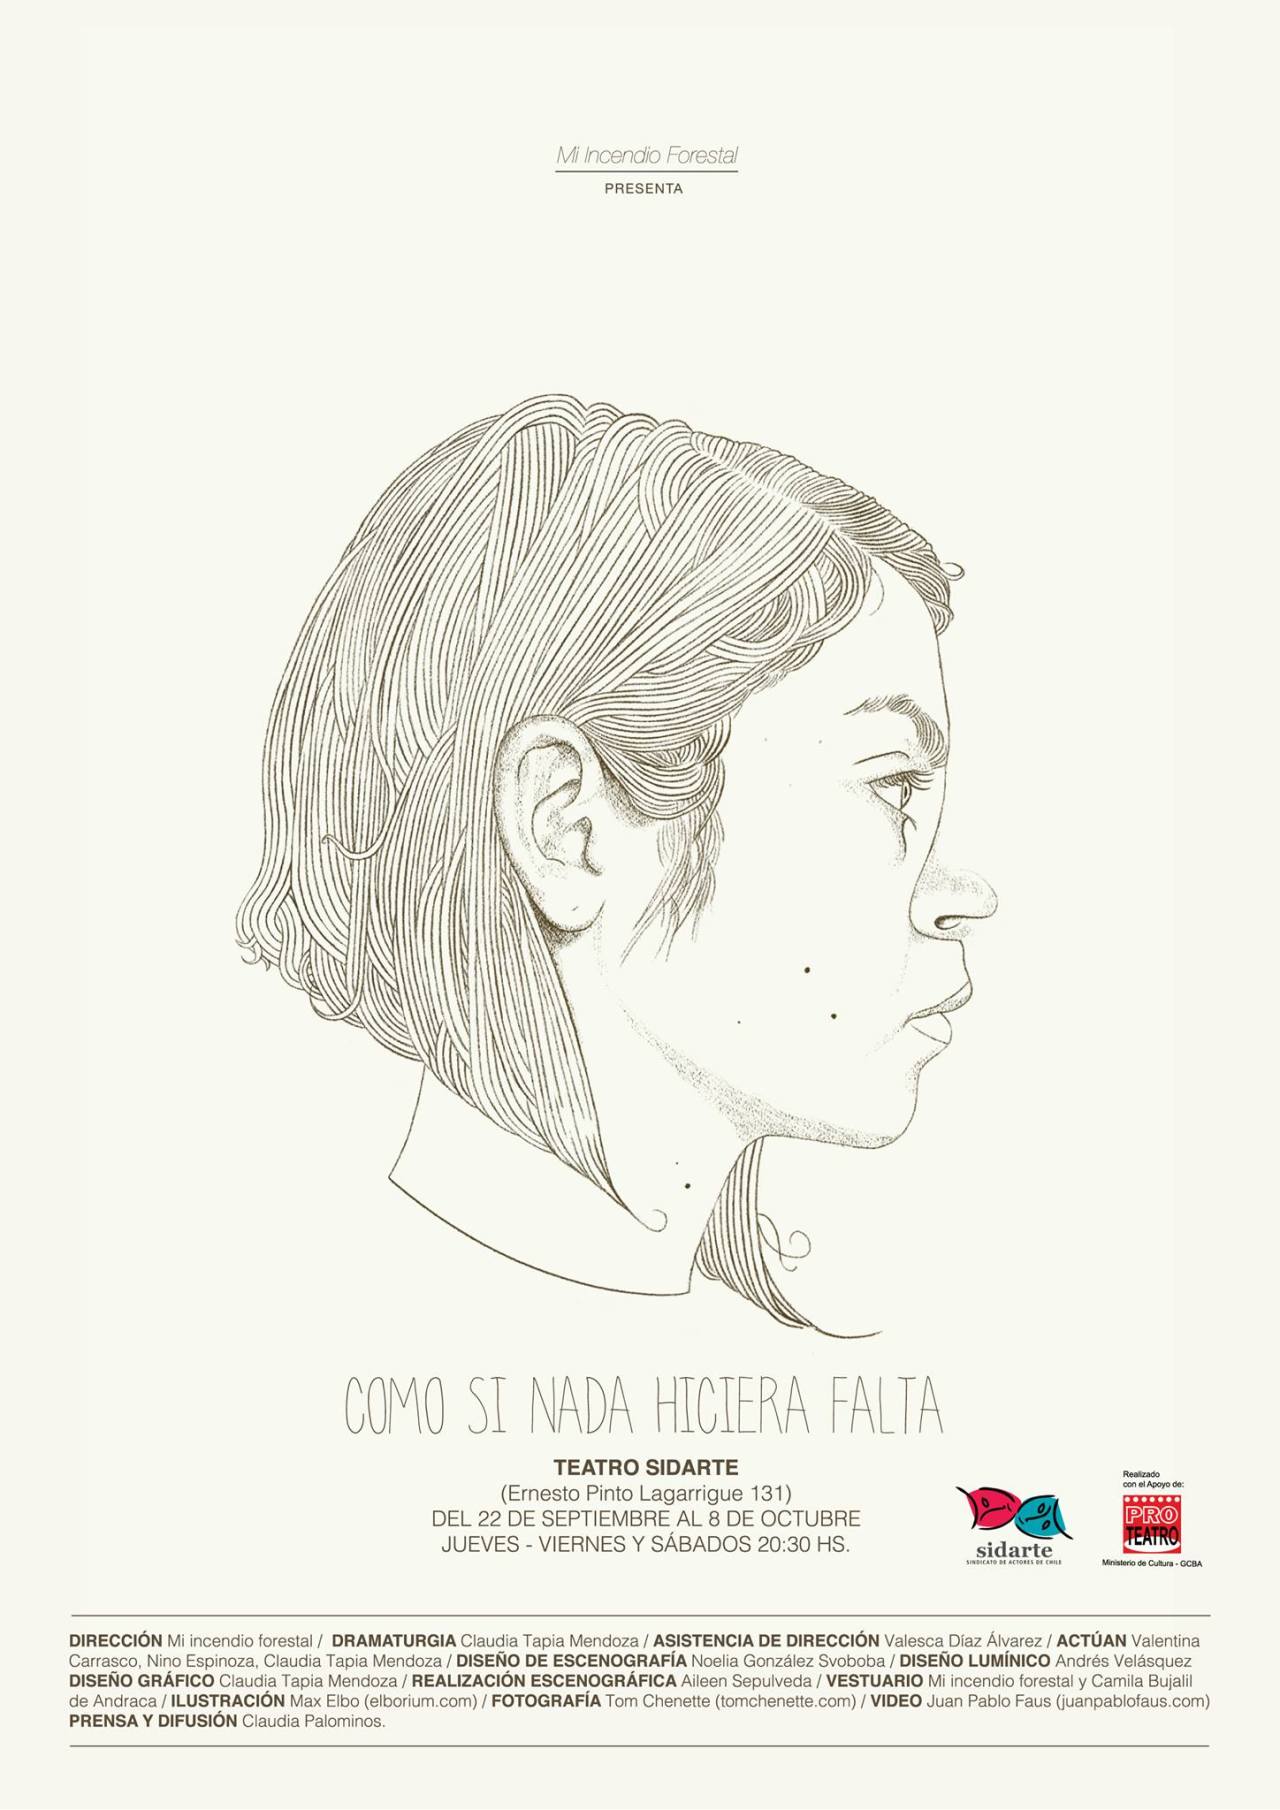 Mi Incendio Forestal
PRESENTA
COMO SI NADA HICIERA FALTA
TEATRO SIDARTE
(Ernesto Pinto Lagarrigue 131)
DEL 22 DE SEPTIEMBRE AL 8 DE OCTUBRE
JUEVES - VIERNES Y SÁBADOS 20:30 HS.
sidarte
SINDICATO DE ACTORES DE CHILE
Realizado
con el Apoyo de:
PRO
TEATRO
Ministerio de Cultura - GCBA
DIRECCIÓN Mi incendio forestal / DRAMATURGIA Claudia Tapia Mendoza / ASISTENCIA DE DIRECCIÓN Valesca Díaz Álvarez / ACTÚAN Valentina
Carrasco, Nino Espinoza, Claudia Tapia Mendoza / DISEÑO DE ESCENOGRAFÍA Noelia González Svoboba / DISEÑO LUMÍNICO Andrés Velásquez
DISEÑO GRÁFICO Claudia Tapia Mendoza / REALIZACIÓN ESCENOGRÁFICA Aileen Sepulveda / VESTUARIO Mi incendio forestal y Camila Bujalil
de Andraca / ILUSTRACIÓN Max Elbo (elborium.com) / FOTOGRAFÍA Tom Chenette (tomchenette.com) / VIDEO Juan Pablo Faus (juanpablofaus.com)
PRENSA Y DIFUSIÓN Claudia Palominos.